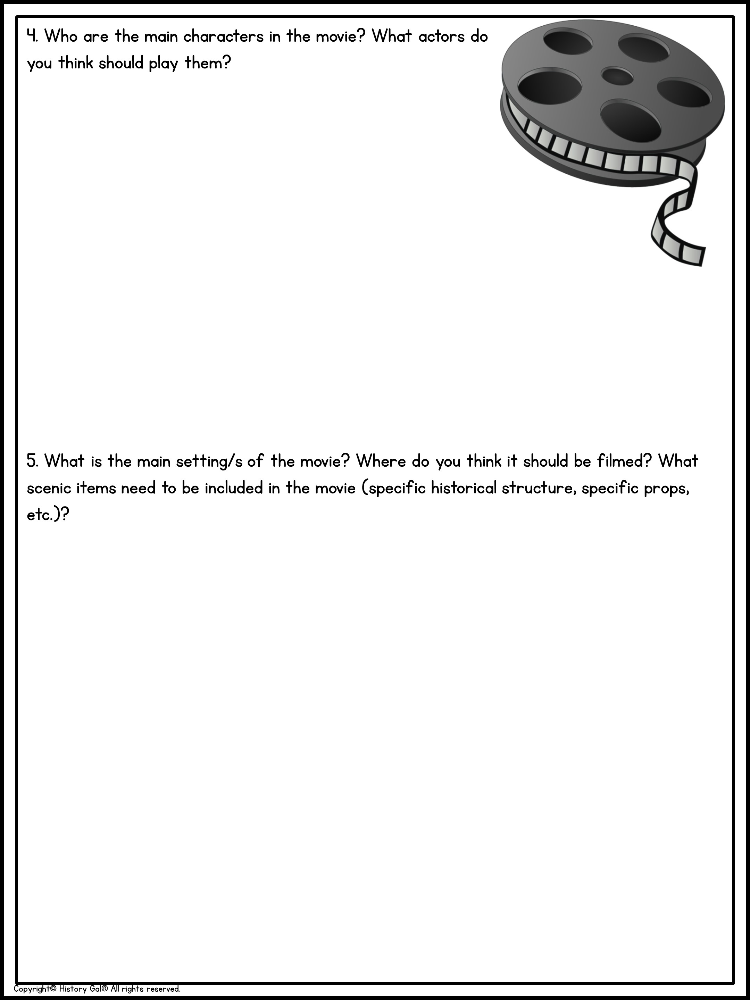 4. Who are the main characters in the movie? What actors do
you think should play them?
5. What is the main setting/s of the movie? Where do you think it should be filmed? What
scenic items need to be included in the movie (specific historical structure, specific props,
etc.)?
Copyright© History Gal® All rights reserved.